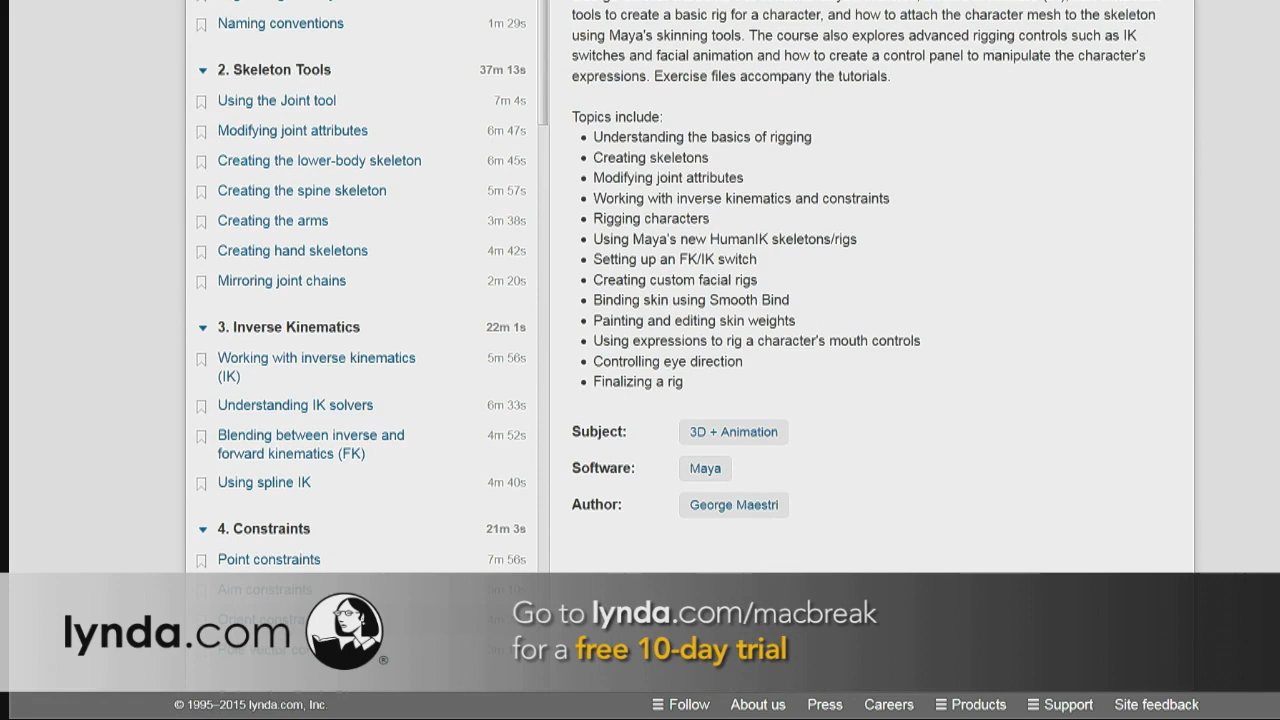 Naming conventions 1m 29s
2. Skeleton Tools 37m 13s
Using the Joint tool 7m 4s
Modifying joint attributes 6m 47s
Creating the lower-body skeleton 6m 45s
Creating the spine skeleton 5m 57s
Creating the arms 3m 38s
Creating hand skeletons 4m 42s
Mirroring joint chains 2m 20s
3. Inverse Kinematics 22m 1s
Working with inverse kinematics
(IK) 5m 56s
Understanding IK solvers 6m 33s
Blending between inverse and
forward kinematics (FK) 4m 52s
Using spline IK 4m 40s
4. Constraints 21m 3s
Point constraints 7m 56s
Aim constraints
tools to create a basic rig for a character, and how to attach the character mesh to the skeleton
using Maya's skinning tools. The course also explores advanced rigging controls such as IK
switches and facial animation and how to create a control panel to manipulate the character's
expressions. Exercise files accompany the tutorials.
Topics include:
• Understanding the basics of rigging
• Creating skeletons
• Modifying joint attributes
• Working with inverse kinematics and constraints
• Rigging characters
• Using Maya's new HumanIK skeletons/rigs
• Setting up an FK/IK switch
• Creating custom facial rigs
• Binding skin using Smooth Bind
• Painting and editing skin weights
• Using expressions to rig a character's mouth controls
• Controlling eye direction
• Finalizing a rig
Subject: 3D + Animation
Software: Maya
Author: George Maestri
lynda.com ®
Go to lynda.com/macbreak
for a free 10-day trial
© 1995–2015 lynda.com, Inc.
Follow About us Press Careers Products Support Site feedback